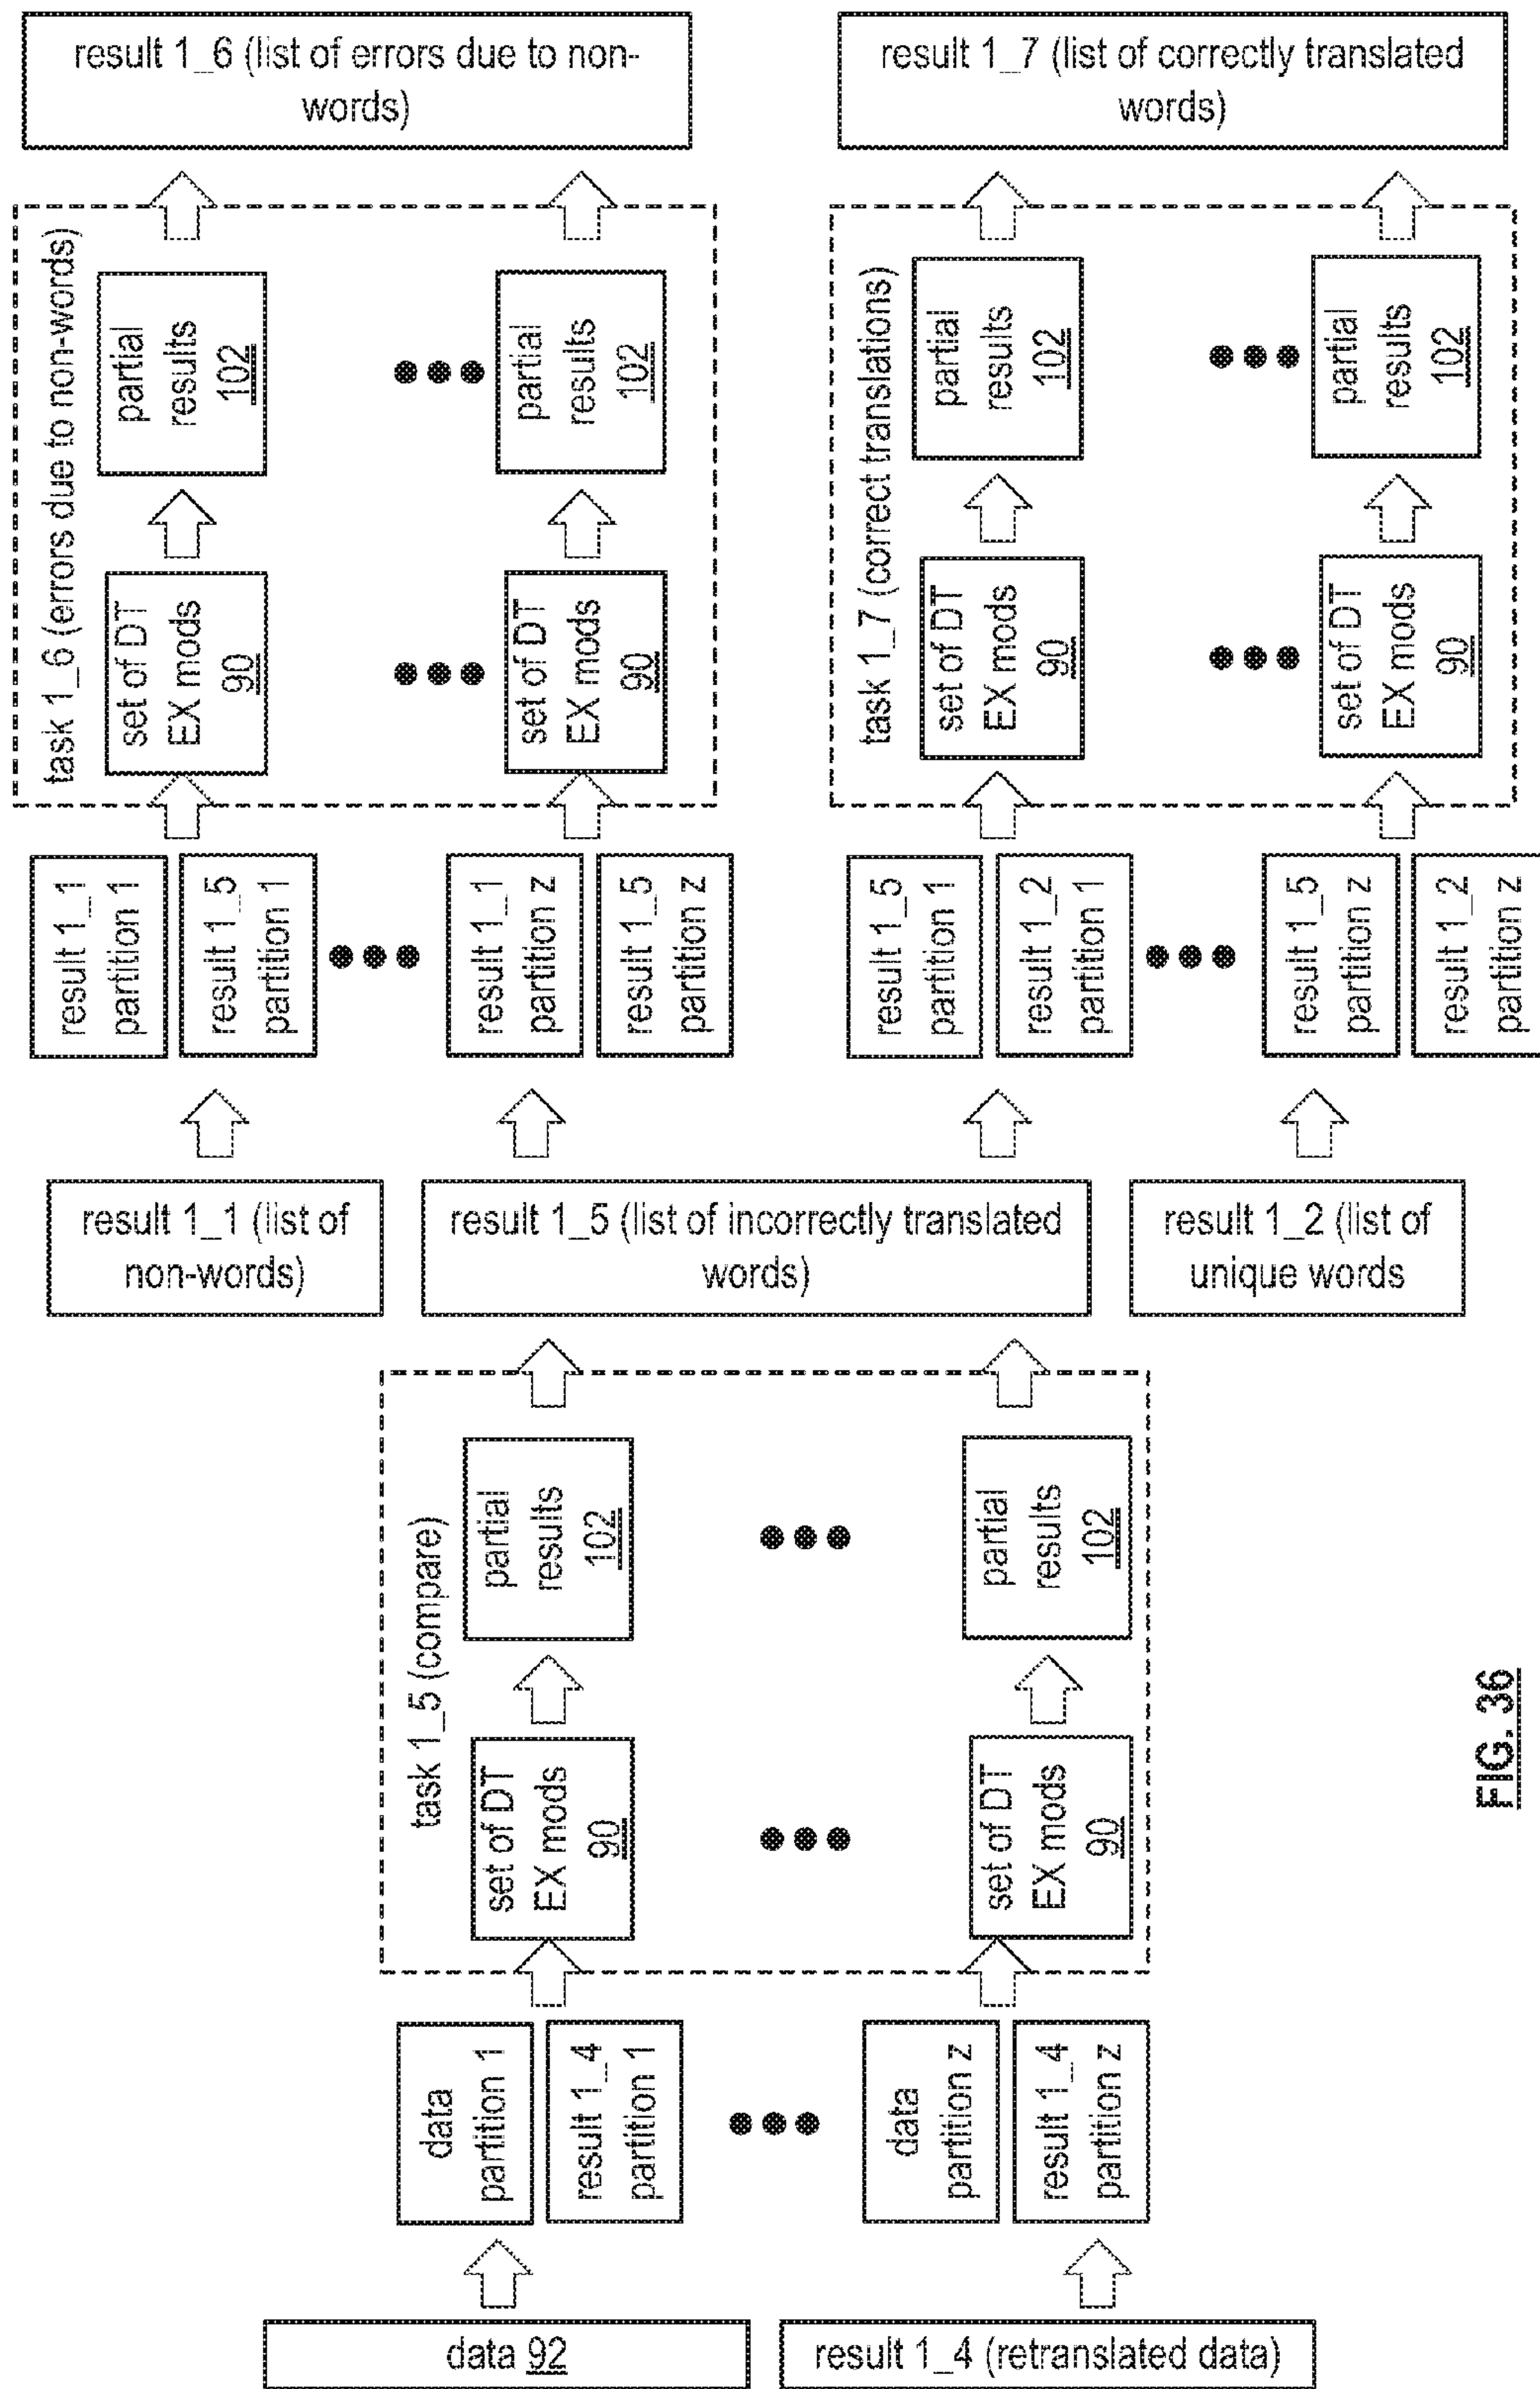 result 1_6 (list of errors due to non-
words)
result 1_7 (list of correctly translated
words)
task 1_6 (errors due to non-words)
set of DT
EX mods
90
partial
results
102
set of DT
EX mods
90
partial
results
102
task 1_7 (correct translations)
set of DT
EX mods
90
partial
results
102
set of DT
EX mods
90
partial
results
102
result 1_1
partition 1
result 1_5
partition 1
result 1_1
partition z
result 1_5
partition z
result 1_5
partition 1
result 1_2
partition 1
result 1_5
partition z
result 1_2
partition z
result 1_1 (list of
non-words)
result 1_5 (list of incorrectly translated
words)
result 1_2 (list of
unique words
task 1_5 (compare)
set of DT
EX mods
90
partial
results
102
set of DT
EX mods
90
partial
results
102
data
partition 1
result 1_4
partition 1
data
partition z
result 1_4
partition z
data 92
result 1_4 (retranslated data)
FIG. 36